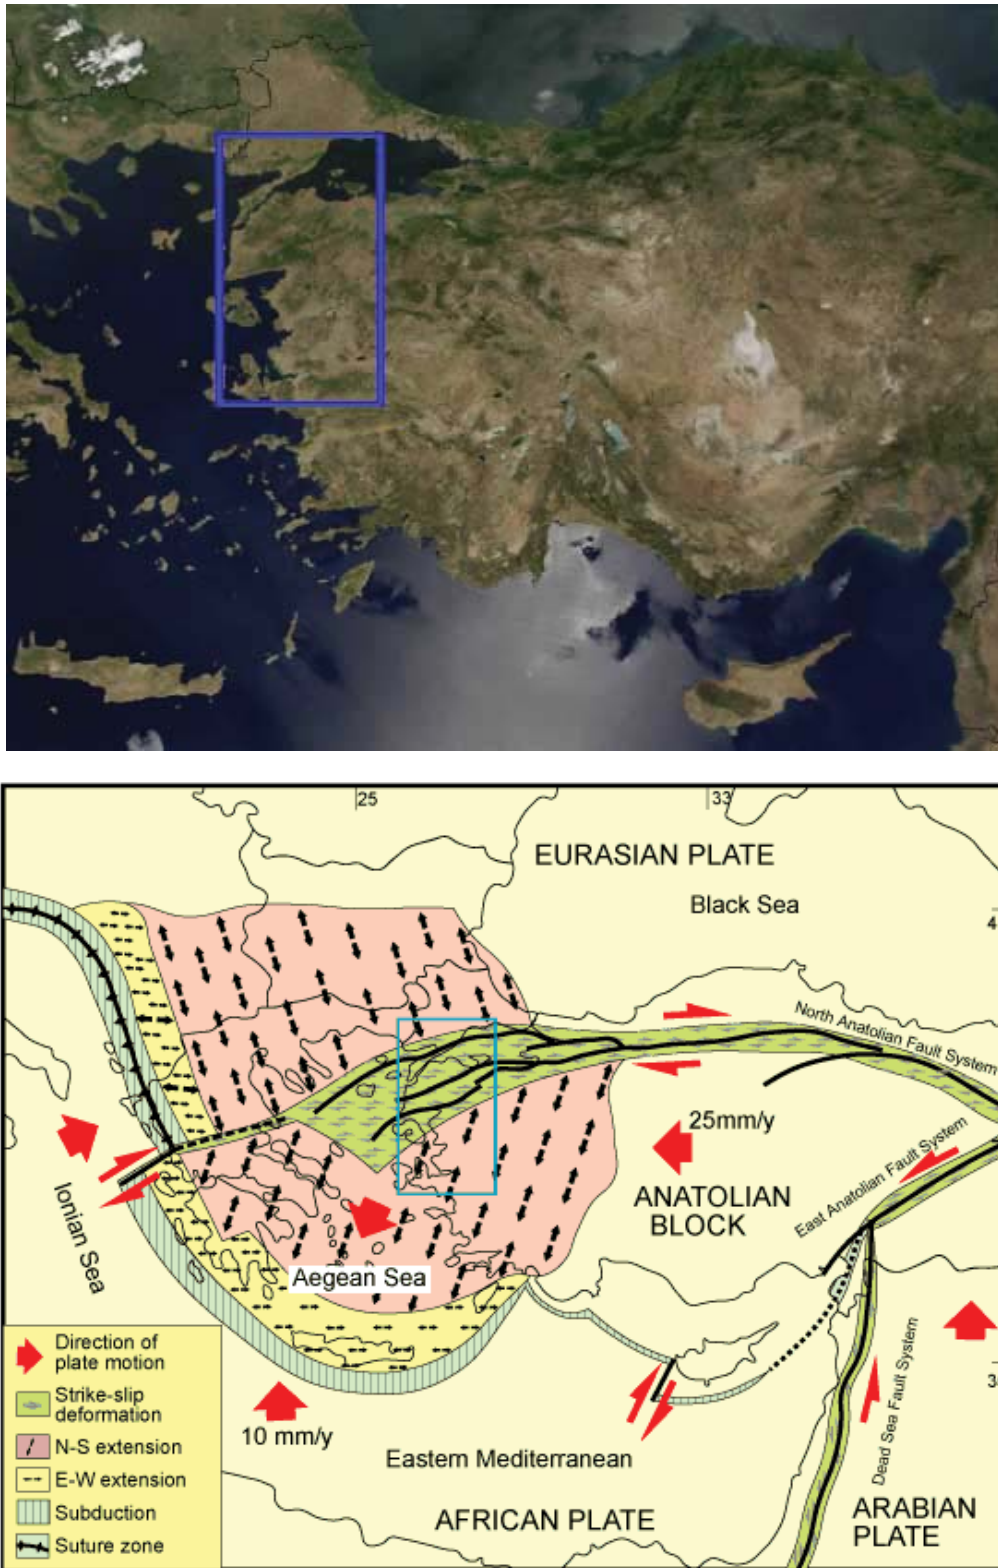 25
33
EURASIAN PLATE
Black Sea
4
North Anatolian Fault System
25mm/y
East Anatolian Fault System
ANATOLIAN
BLOCK
Ionian Sea
Aegean Sea
Direction of
plate motion
Strike-slip
deformation
N-S extension
E-W extension
Subduction
Suture zone
10 mm/y
Eastern Mediterranean
AFRICAN PLATE
Dead Sea Fault System
3
ARABIAN
PLATE